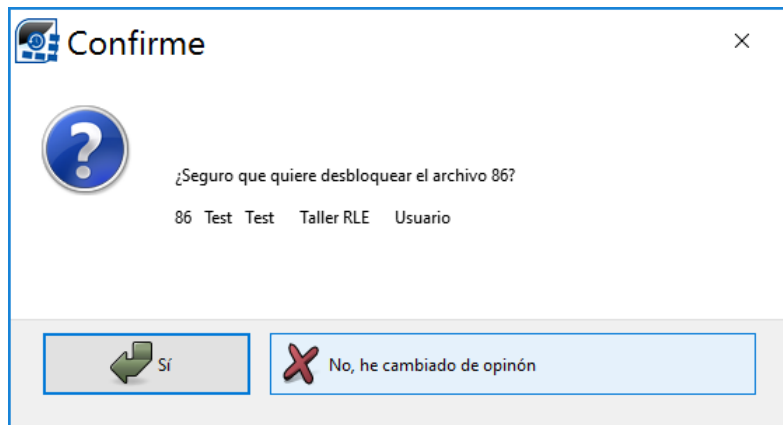 Confirme
¿Seguro que quiere desbloquear el archivo 86?
86 Test Test Taller RLE Usuario
Sí
No, he cambiado de opinón